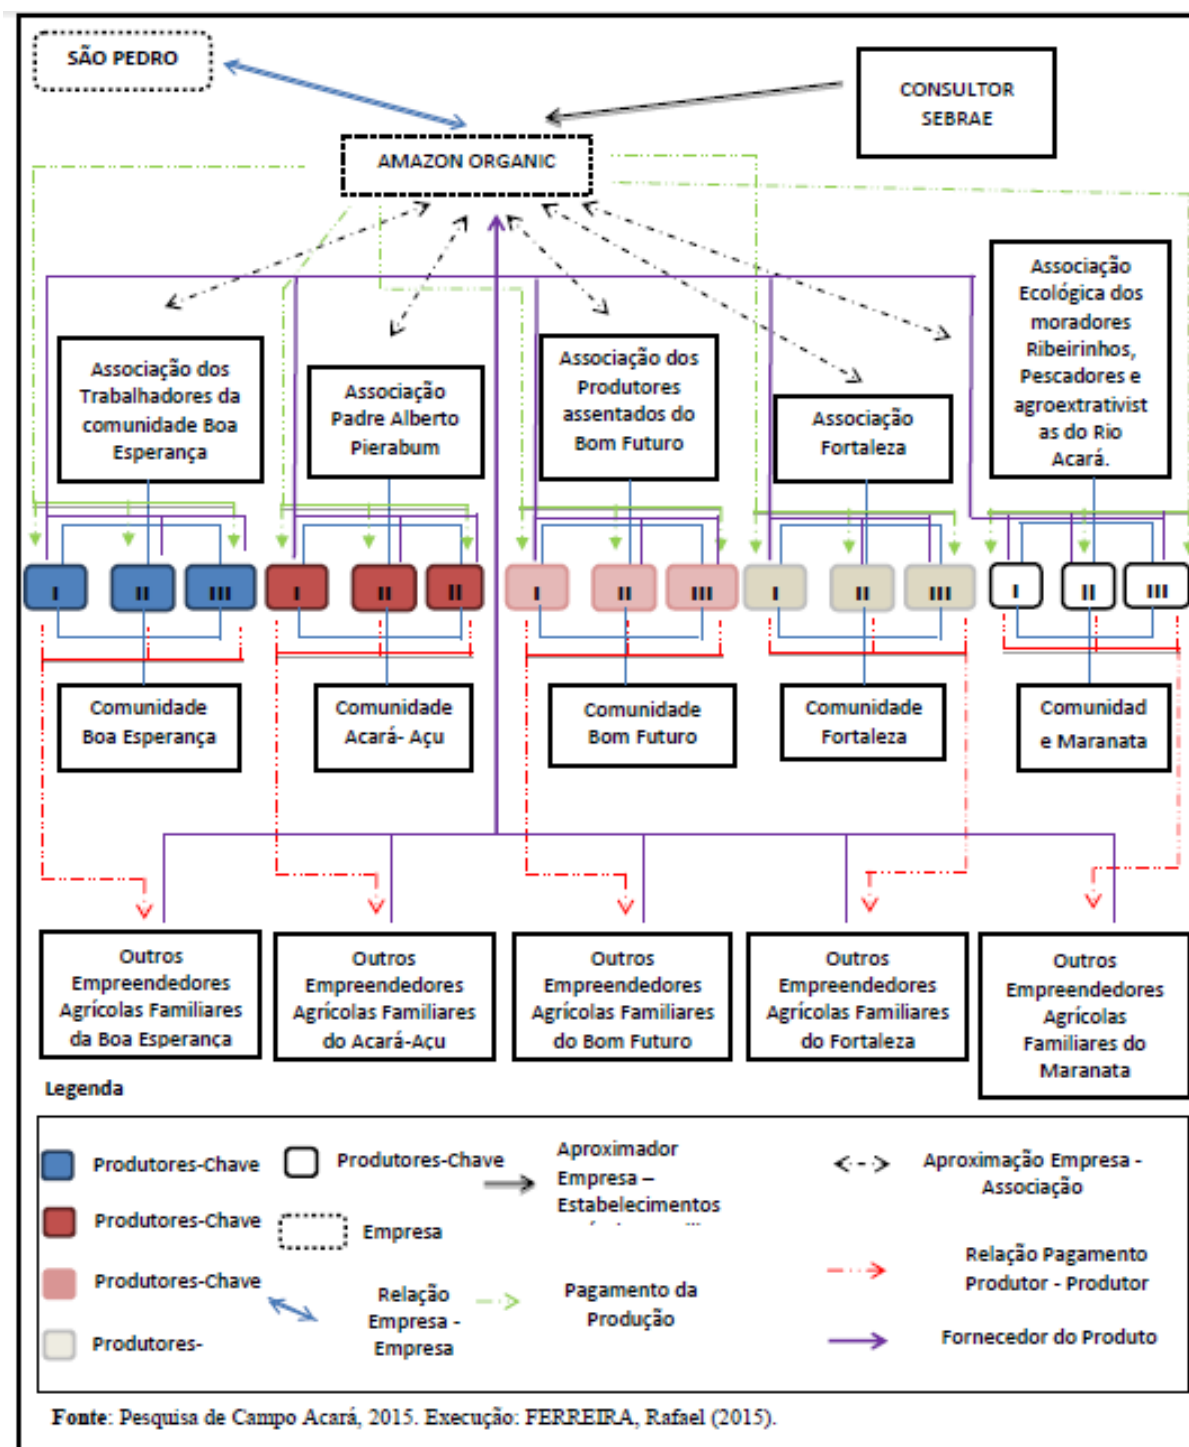 SÃO PEDRO
CONSULTOR
SEBRAE
AMAZON ORGANIC
Associação dos
Trabalhadores da
comunidade Boa
Esperança
Associação
Padre Alberto
Pierabum
Associação dos
Produtores
assentados do
Bom Futuro
Associação
Fortaleza
Associação
Ecológica dos
moradores
Ribeirinhos,
Pescadores e
agroextrativist
as do Rio
Acará.
I II III
I II II
I II III
I II III
I II III
Comunidade
Boa Esperança
Comunidade
Acará- Açu
Comunidade
Bom Futuro
Comunidade
Fortaleza
Comunidad
e Maranata
Outros
Empreendedores
Agrícolas Familiares
da Boa Esperança
Outros
Empreendedores
Agrícolas Familiares
do Acará-Açu
Outros
Empreendedores
Agrícolas Familiares
do Bom Futuro
Outros
Empreendedores
Agrícolas Familiares
do Fortaleza
Outros
Empreendedores
Agrícolas
Familiares do
Maranata
Legenda
Produtores-Chave
Produtores-Chave
Produtores-Chave
Produtores-
Produtores-Chave
Empresa
Relação
Empresa -
Empresa
Aproximador
Empresa –
Estabelecimentos
Pagamento da
Produção
Aproximação Empresa -
Associação
Relação Pagamento
Produtor - Produtor
Fornecedor do Produto
Fonte: Pesquisa de Campo Acará, 2015. Execução: FERREIRA, Rafael (2015).